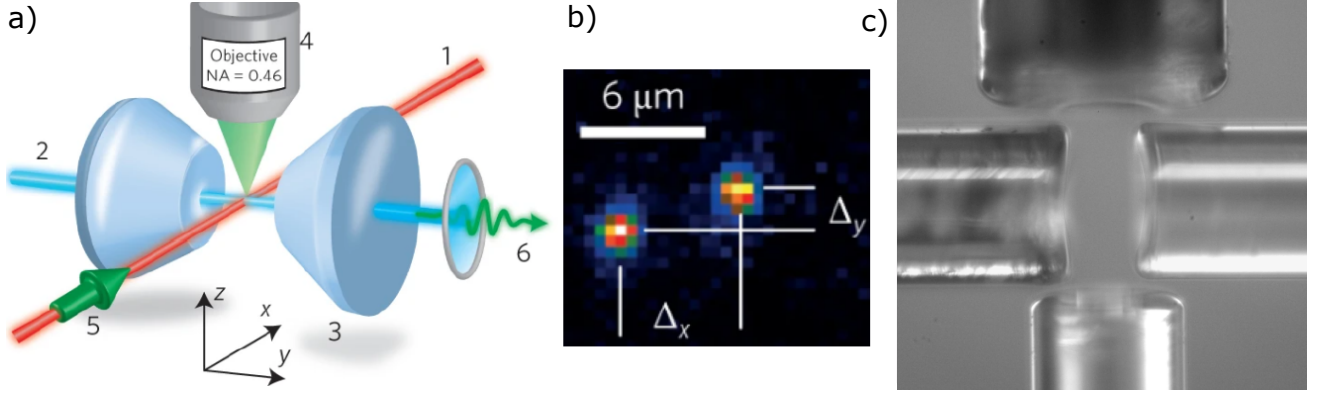 a)
b)
c)
Objective
NA = 0.46
4
1
2
3
5
6
z
x
y
6 μm
Δy
Δx